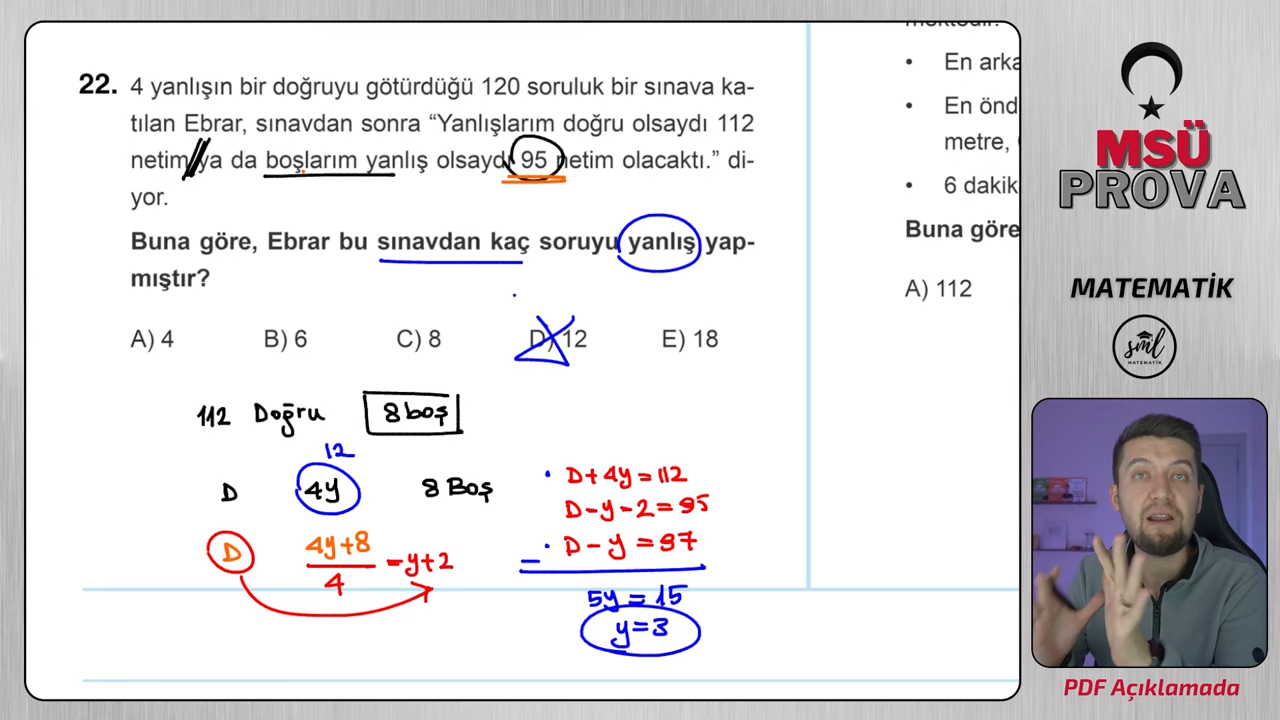 22. 4 yanlışın bir doğruyu götürdüğü 120 soruluk bir sınava ka-
tılan Ebrar, sınavdan sonra “Yanlışlarım doğru olsaydı 112
netim ya da boşlarım yanlış olsaydı 95 netim olacaktı.” di-
yor.
Buna göre, Ebrar bu sınavdan kaç soruyu yanlış yap-
mıştır?
A) 4 B) 6 C) 8 D) 12 E) 18
112 Doğru 8 boş
12
D 4y 8 Boş
D 4y+8
4
=y+2
D+4y=112
D-y-2=95
D-y=97
5y=15
y=3
• En arka
• En önd
metre,
• 6 dakik
Buna göre
A) 112
MSÜ
PROVA
MATEMATİK
sml
MATEMATİK
PDF Açıklamada